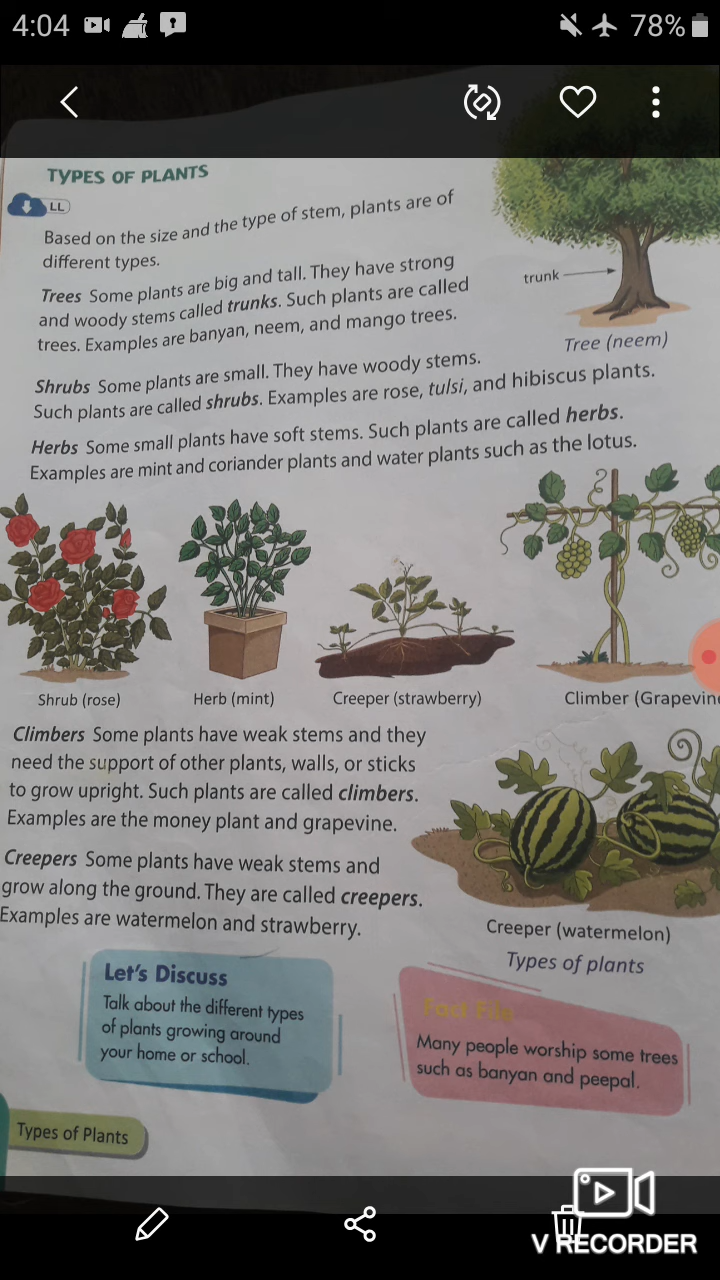 4:04
78%
TYPES OF PLANTS
LL
Based on the size and the type of stem, plants are of
different types.
Trees Some plants are big and tall. They have strong
and woody stems called trunks. Such plants are called
trees. Examples are banyan, neem, and mango trees.
trunk
Tree (neem)
Shrubs Some plants are small. They have woody stems.
Such plants are called shrubs. Examples are rose, tulsi, and hibiscus plants.
Herbs Some small plants have soft stems. Such plants are called herbs.
Examples are mint and coriander plants and water plants such as the lotus.
Shrub (rose)
Herb (mint)
Creeper (strawberry)
Climber (Grapevine
Climbers Some plants have weak stems and they
need the support of other plants, walls, or sticks
to grow upright. Such plants are called climbers.
Examples are the money plant and grapevine.
Creepers Some plants have weak stems and
grow along the ground. They are called creepers.
Examples are watermelon and strawberry.
Creeper (watermelon)
Types of plants
Let's Discuss
Talk about the different types
of plants growing around
your home or school.
Fact File
Many people worship some trees
such as banyan and peepal.
Types of Plants
V RECORDER